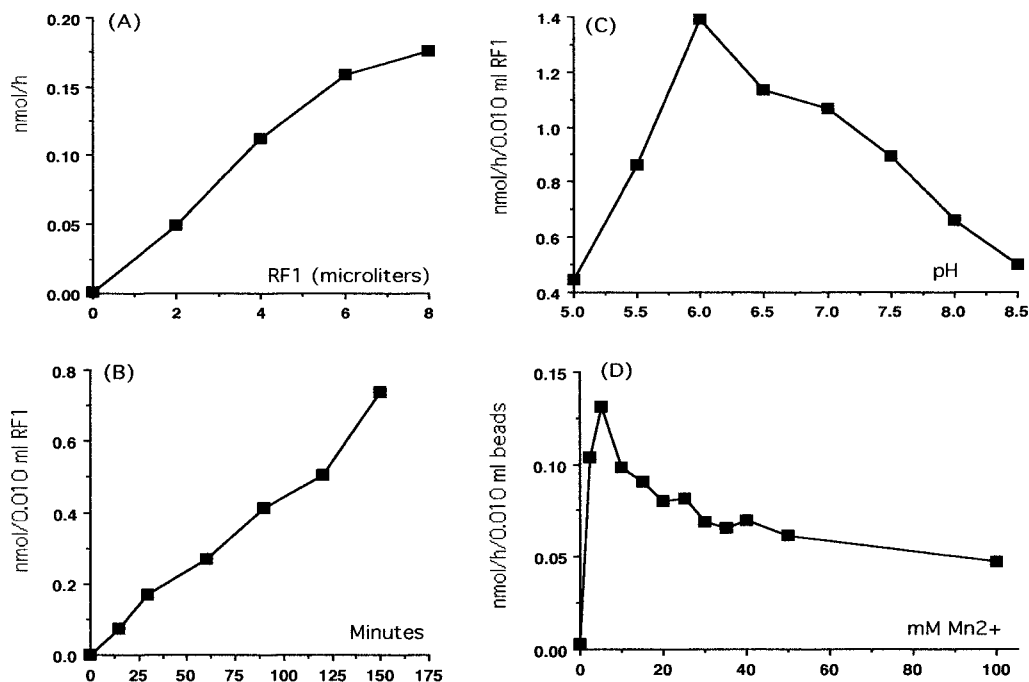 (A)
nmol/h
0.20
0.15
0.10
0.05
0.00
0 2 4 6 8
RF1 (microliters)
(C)
nmol/h/0.010 ml RF1
1.4
1.2
1.0
0.8
0.6
0.4
5.0 5.5 6.0 6.5 7.0 7.5 8.0 8.5
pH
(B)
nmol/0.010 ml RF1
0.8
0.6
0.4
0.2
0.0
0 25 50 75 100 125 150 175
Minutes
(D)
nmol/h/0.010 ml beads
0.15
0.10
0.05
0.00
0 20 40 60 80 100
mM Mn2+